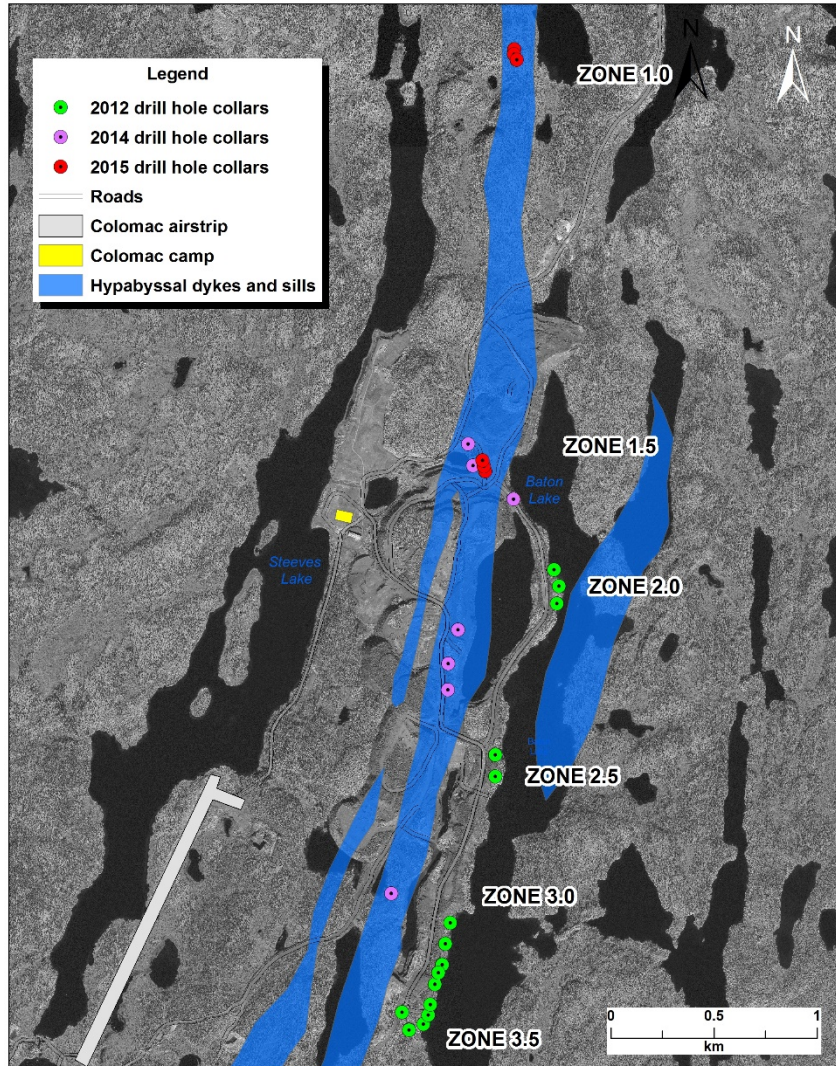 N
N
ZONE 1.0
Legend
2012 drill hole collars
2014 drill hole collars
2015 drill hole collars
Roads
Colomac airstrip
Colomac camp
Hypabyssal dykes and sills
ZONE 1.5
Baton
Lake
Steeves
Lake
ZONE 2.0
ZONE 2.5
ZONE 3.0
ZONE 3.5
0 0.5 1
km